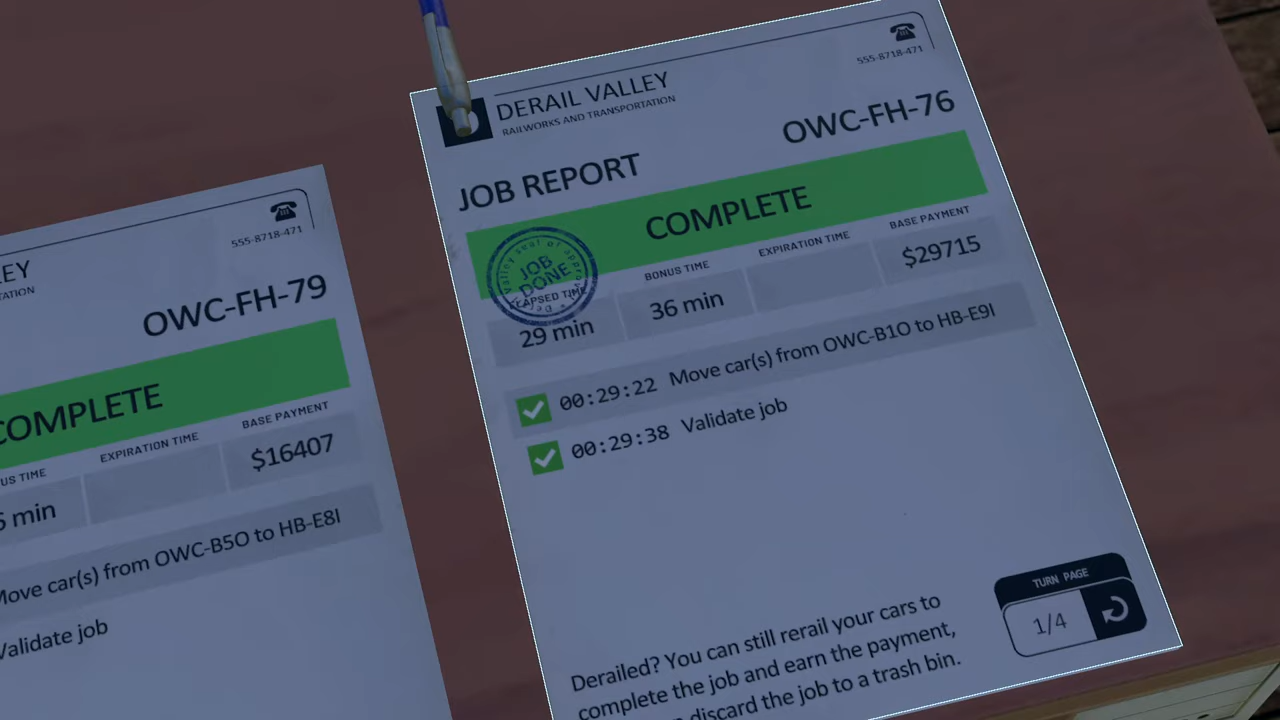 LEY
TATION
555-8718-471
OWC-FH-79
COMPLETE
US TIME
EXPIRATION TIME
BASE PAYMENT
min
$16407
Move car(s) from OWC-B5O to HB-E8I
Validate job
DERAIL VALLEY
RAILWORKS AND TRANSPORTATION
555-8718-471
OWC-FH-76
JOB REPORT
COMPLETE
JOB DONE
ELAPSED TIME
BONUS TIME
EXPIRATION TIME
BASE PAYMENT
29 min
36 min
$29715
00:29:22 Move car(s) from OWC-B1O to HB-E9I
00:29:38 Validate job
Derailed? You can still rerail your cars to
complete the job and earn the payment,
discard the job to a trash bin.
TURN PAGE
1/4